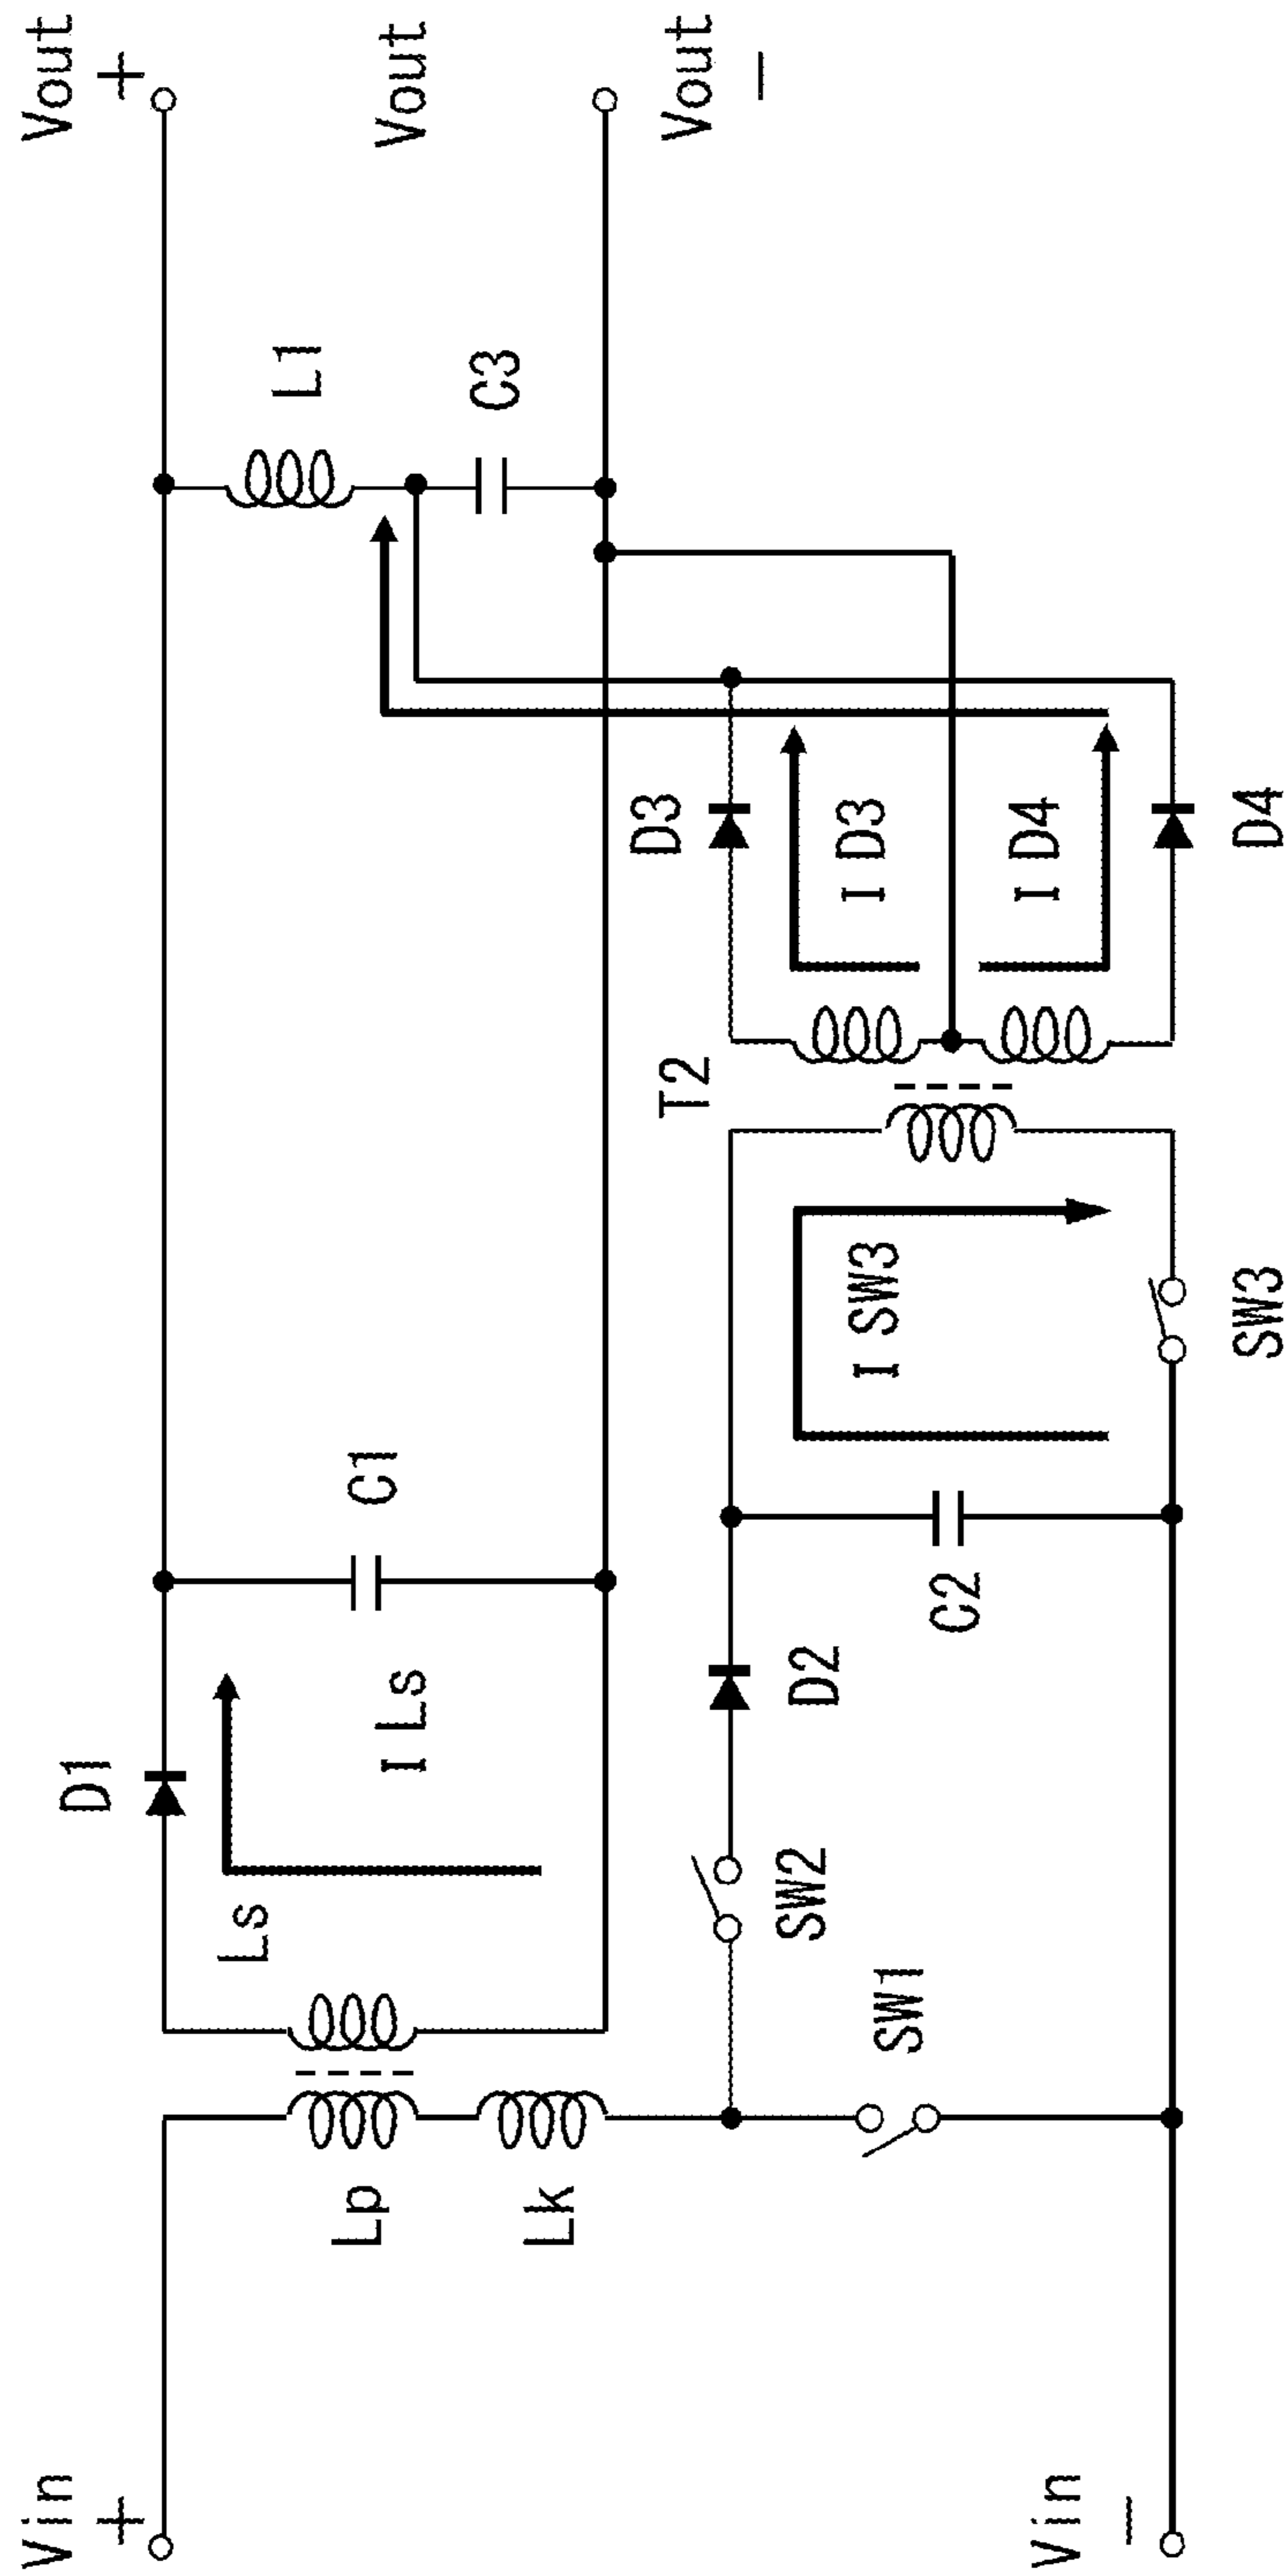 Vin
+
Vin
−
Lp
Lk
Ls
D1
I Ls
C1
SW1
SW2
D2
C2
I SW3
SW3
T2
D3
I D3
I D4
D4
L1
C3
Vout
+
Vout
Vout
−